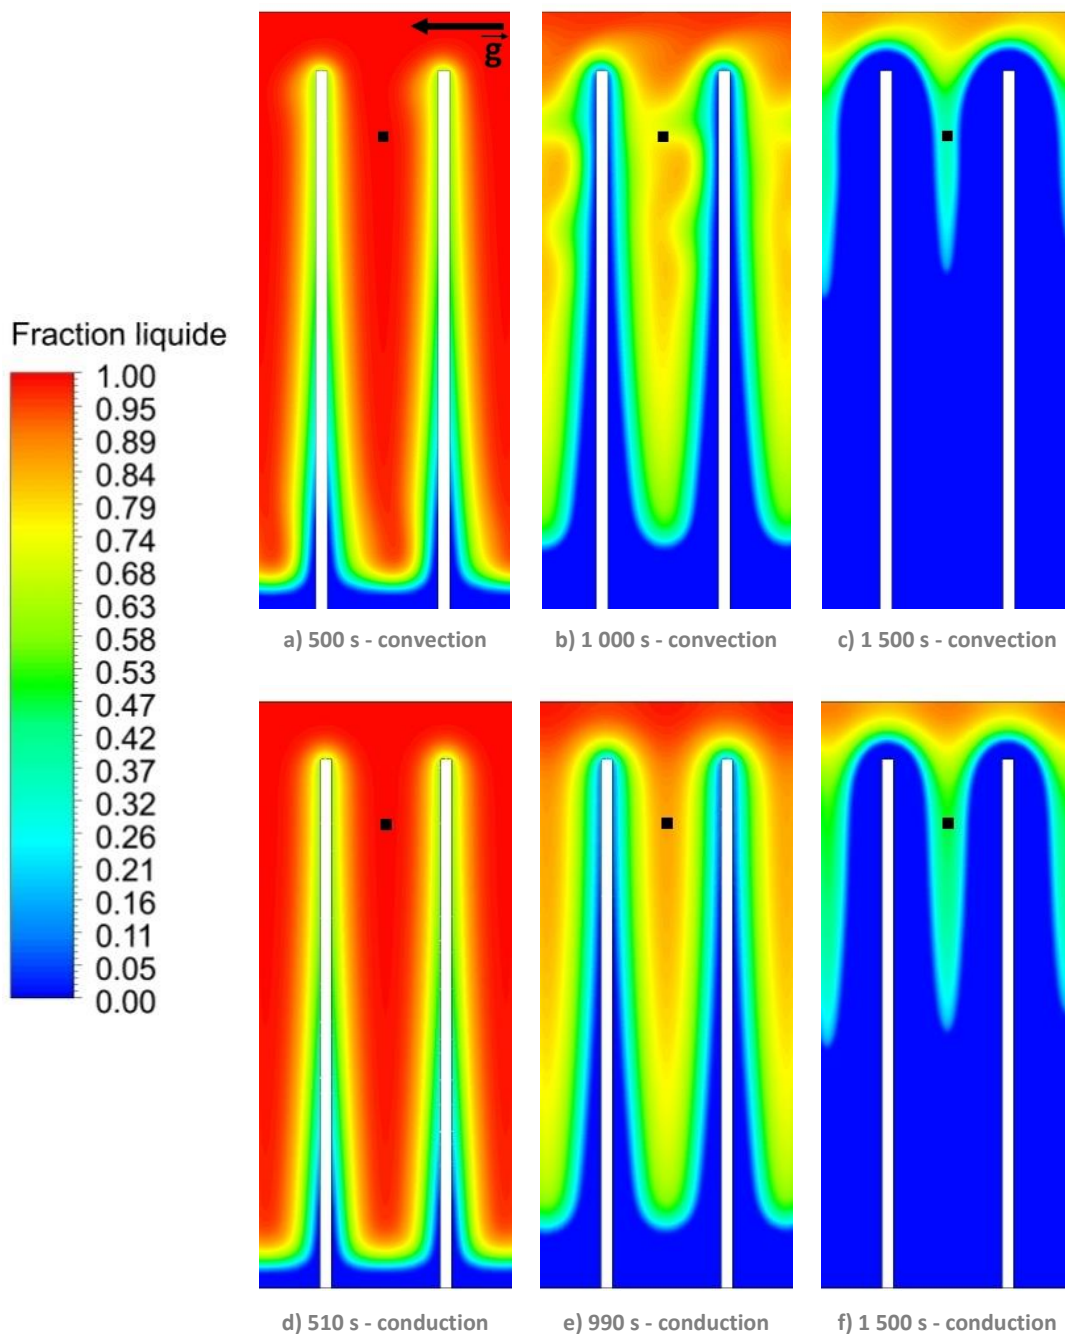 g
Fraction liquide
1.00
0.95
0.89
0.84
0.79
0.74
0.68
0.63
0.58
0.53
0.47
0.42
0.37
0.32
0.26
0.21
0.16
0.11
0.05
0.00
a) 500 s - convection
b) 1 000 s - convection
c) 1 500 s - convection
d) 510 s - conduction
e) 990 s - conduction
f) 1 500 s - conduction